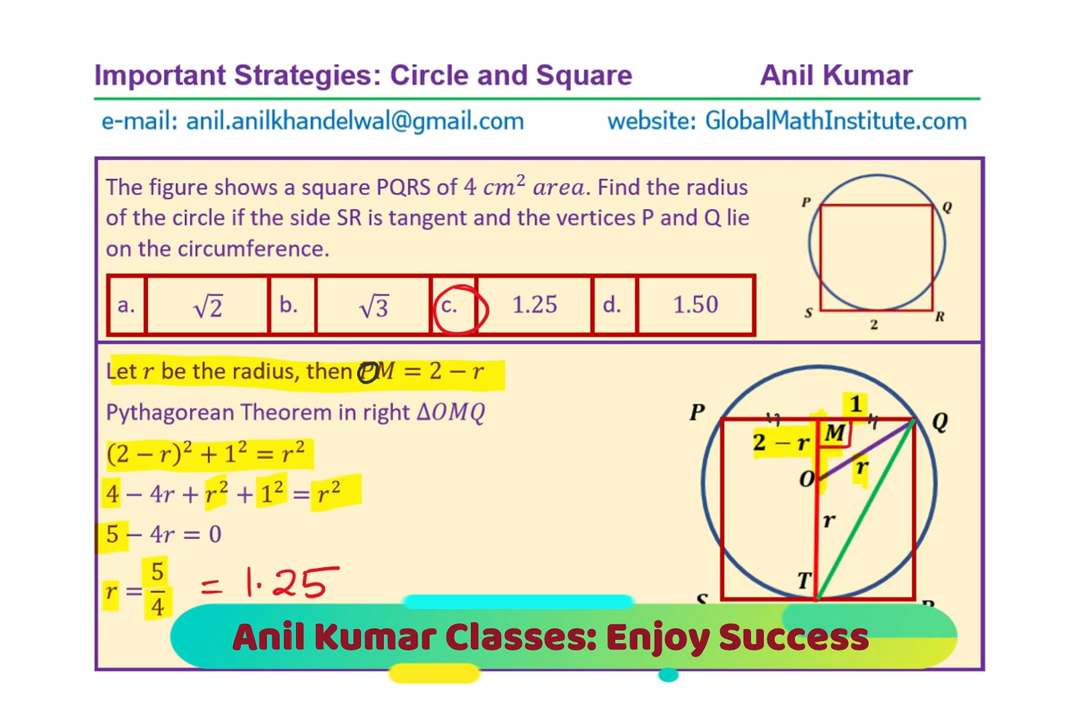 Important Strategies: Circle and Square Anil Kumar
e-mail: anil.anilkhandelwal@gmail.com website: GlobalMathInstitute.com
The figure shows a square PQRS of 4 cm² area. Find the radius
of the circle if the side SR is tangent and the vertices P and Q lie
on the circumference.
a. √2 b. √3 c. 1.25 d. 1.50
P
Q
S
R
2
Let r be the radius, then OM = 2 − r
Pythagorean Theorem in right ΔOMQ
(2 − r)² + 1² = r²
4 − 4r + r² + 1² = r²
5 − 4r = 0
r = 5/4 = 1.25
1
P
Q
2 − r M
O r
r
T
S
Anil Kumar Classes: Enjoy Success